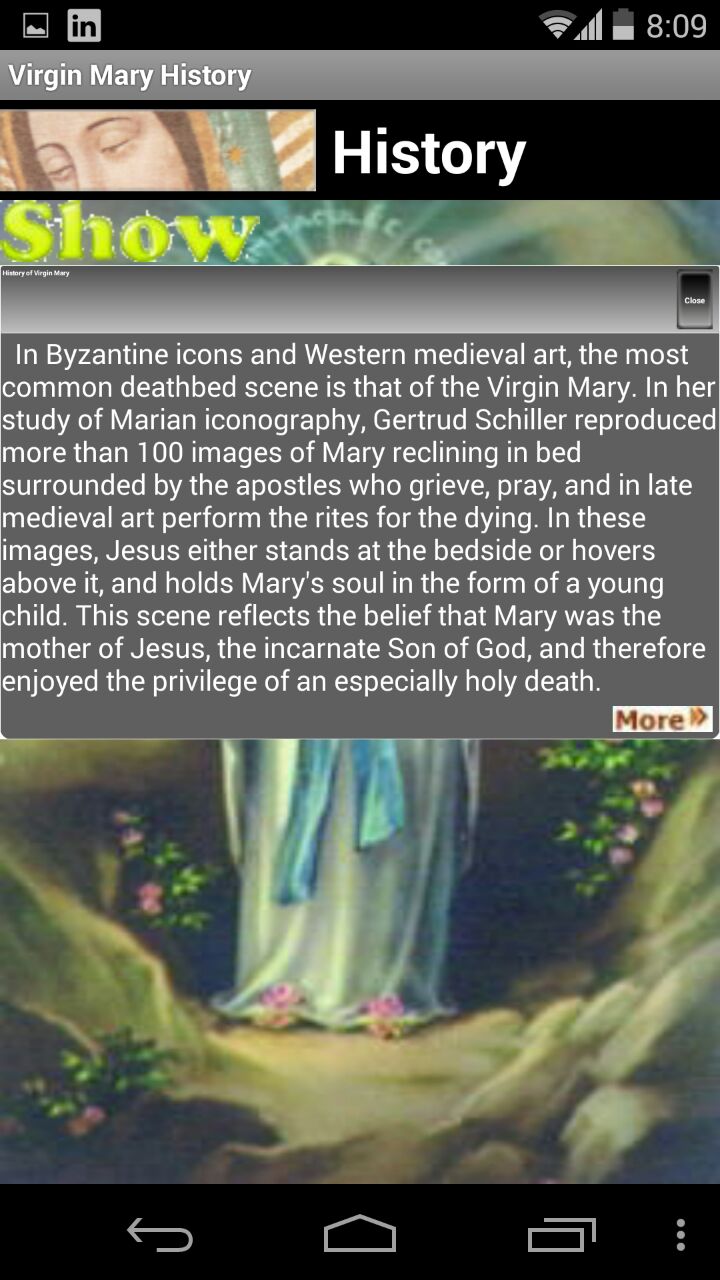 in
8:09
Virgin Mary History
History
Show
History of Virgin Mary
Close
In Byzantine icons and Western medieval art, the most
common deathbed scene is that of the Virgin Mary. In her
study of Marian iconography, Gertrud Schiller reproduced
more than 100 images of Mary reclining in bed
surrounded by the apostles who grieve, pray, and in late
medieval art perform the rites for the dying. In these
images, Jesus either stands at the bedside or hovers
above it, and holds Mary's soul in the form of a young
child. This scene reflects the belief that Mary was the
mother of Jesus, the incarnate Son of God, and therefore
enjoyed the privilege of an especially holy death.
More